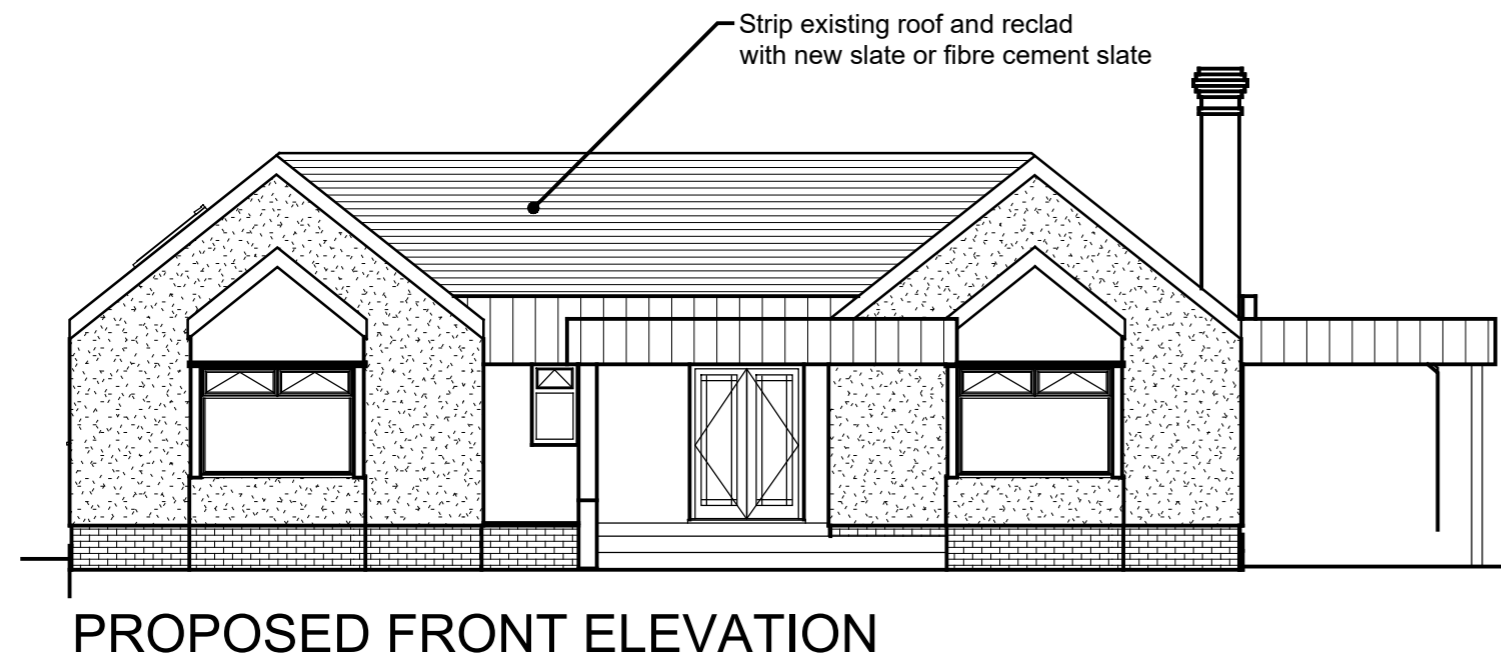 Strip existing roof and reclad
with new slate or fibre cement slate
PROPOSED FRONT ELEVATION